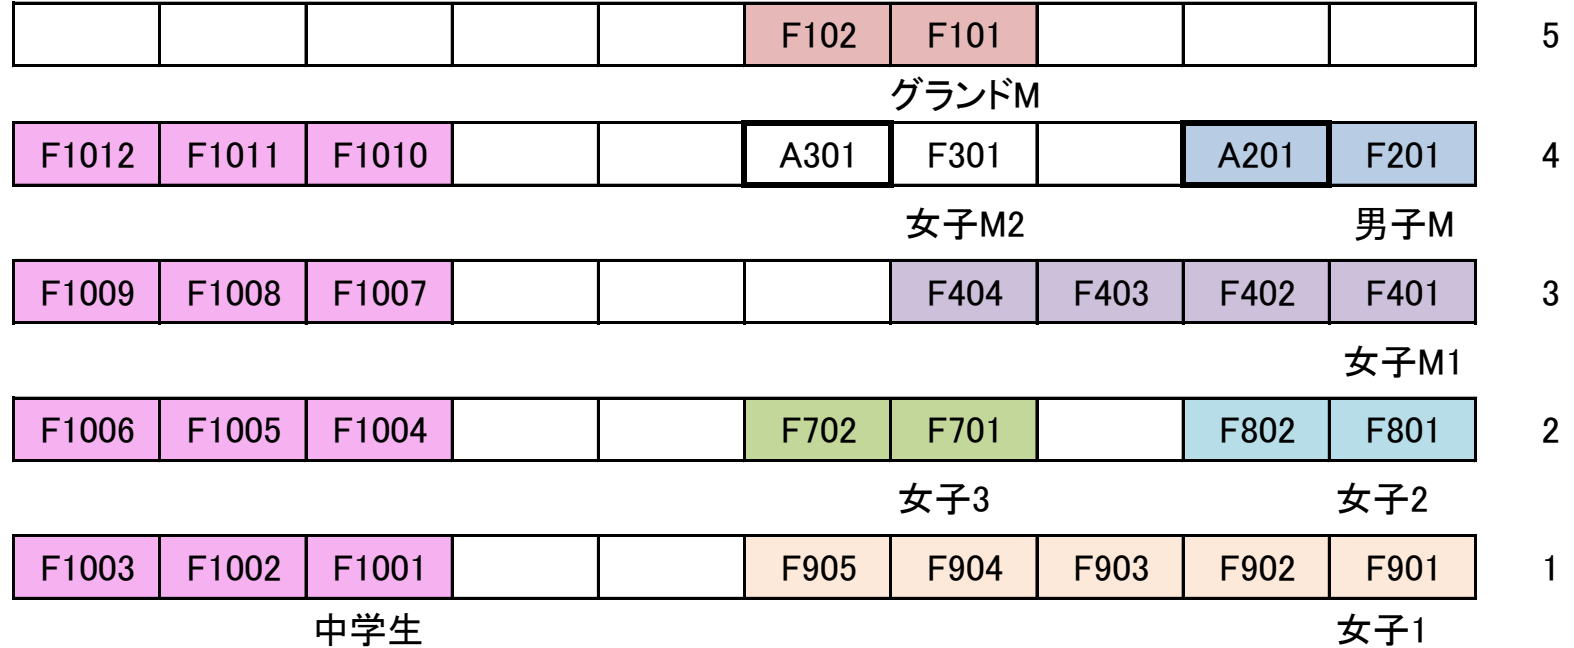 F102 F101 5
グランドM
F1012 F1011 F1010 A301 F301 A201 F201 4
女子M2 男子M
F1009 F1008 F1007 F404 F403 F402 F401 3
女子M1
F1006 F1005 F1004 F702 F701 F802 F801 2
女子3 女子2
F1003 F1002 F1001 F905 F904 F903 F902 F901 1
中学生 女子1